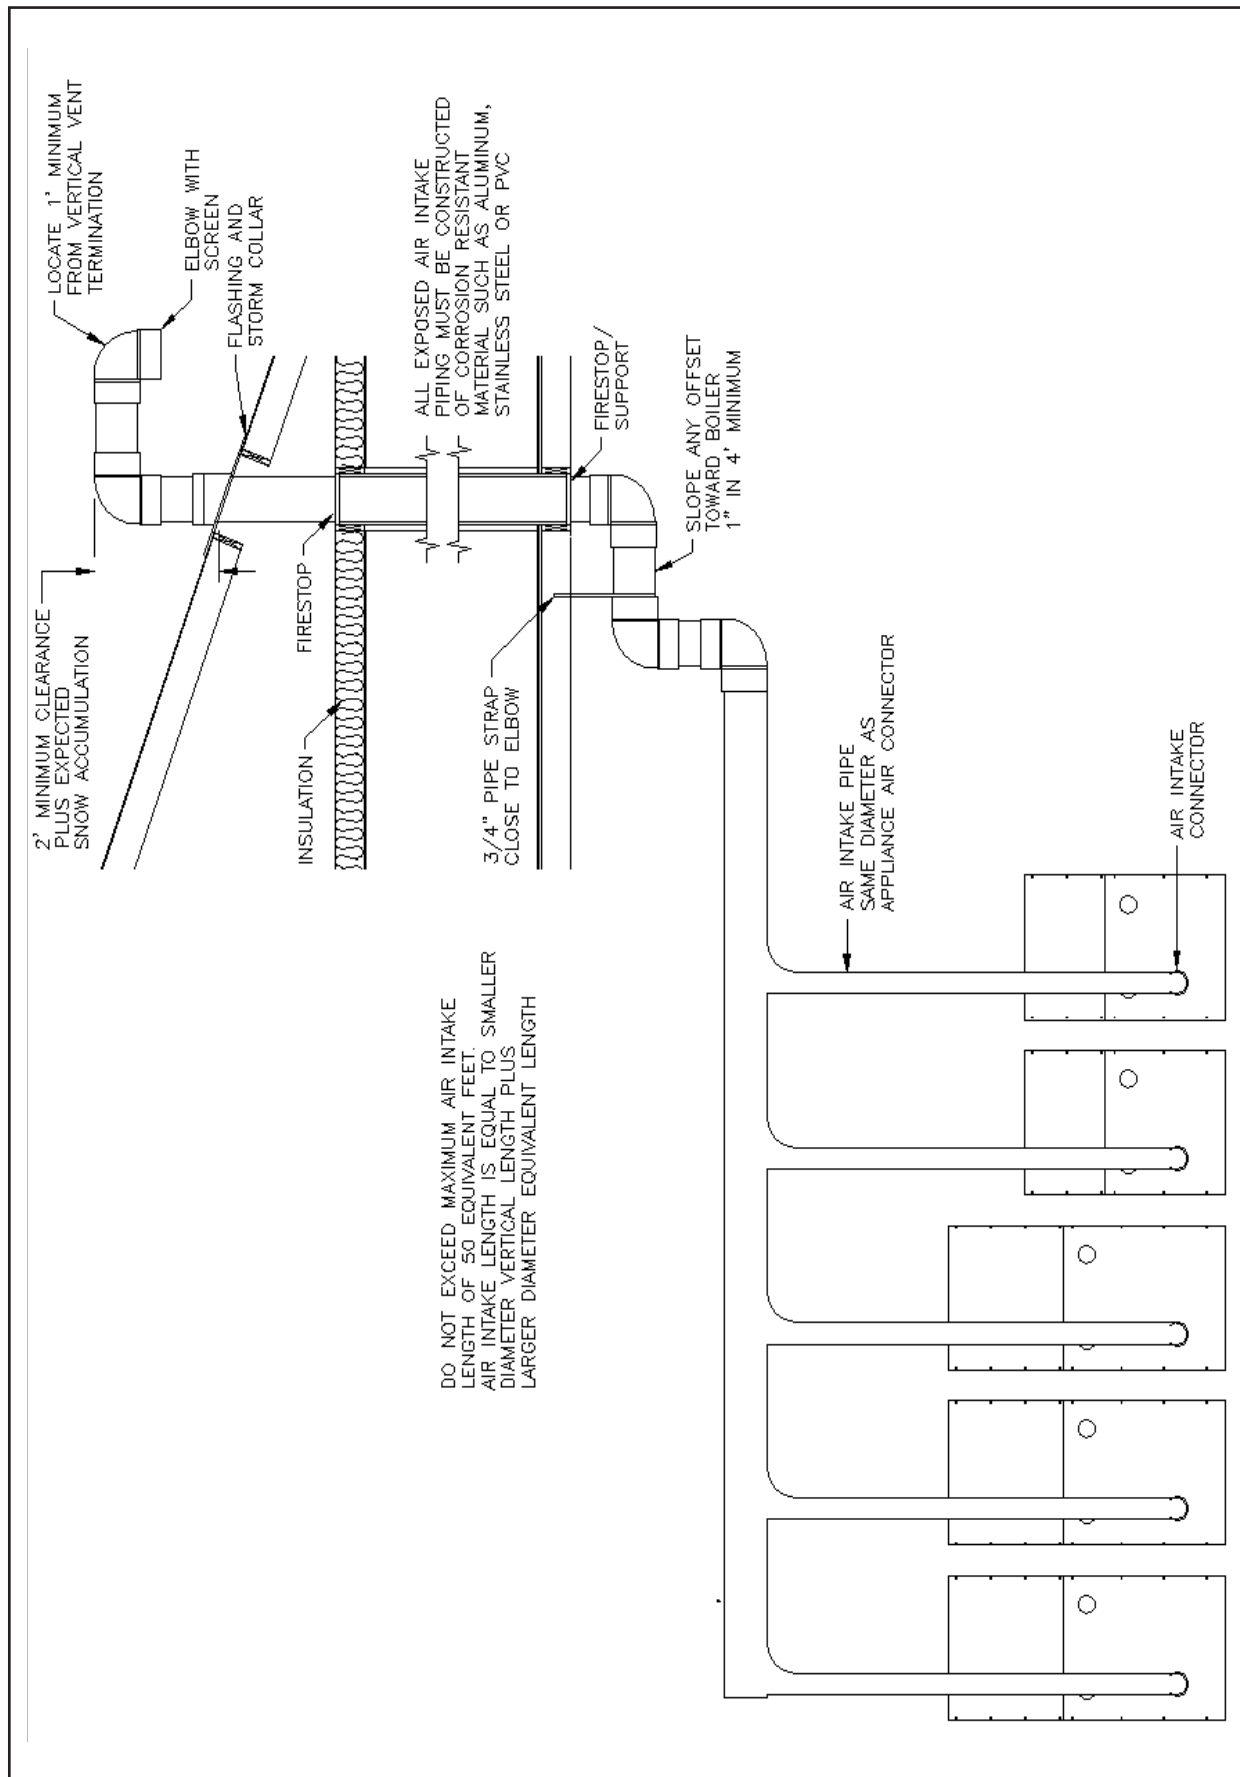 2' MINIMUM CLEARANCE
PLUS EXPECTED
SNOW ACCUMULATION
LOCATE 1' MINIMUM
FROM VERTICAL VENT
TERMINATION
ELBOW WITH
SCREEN
FLASHING AND
STORM COLLAR
FIRESTOP
INSULATION
ALL EXPOSED AIR INTAKE
PIPING MUST BE CONSTRUCTED
OF CORROSION RESISTANT
MATERIAL SUCH AS ALUMINUM,
STAINLESS STEEL OR PVC
3/4" PIPE STRAP
CLOSE TO ELBOW
FIRESTOP/
SUPPORT
SLOPE ANY OFFSET
TOWARD BOILER
1" IN 4' MINIMUM
DO NOT EXCEED MAXIMUM AIR INTAKE
LENGTH OF 50 EQUIVALENT FEET.
AIR INTAKE LENGTH IS EQUAL TO SMALLER
DIAMETER VERTICAL LENGTH PLUS
LARGER DIAMETER EQUIVALENT LENGTH
AIR INTAKE PIPE
SAME DIAMETER AS
APPLIANCE AIR CONNECTOR
AIR INTAKE
CONNECTOR